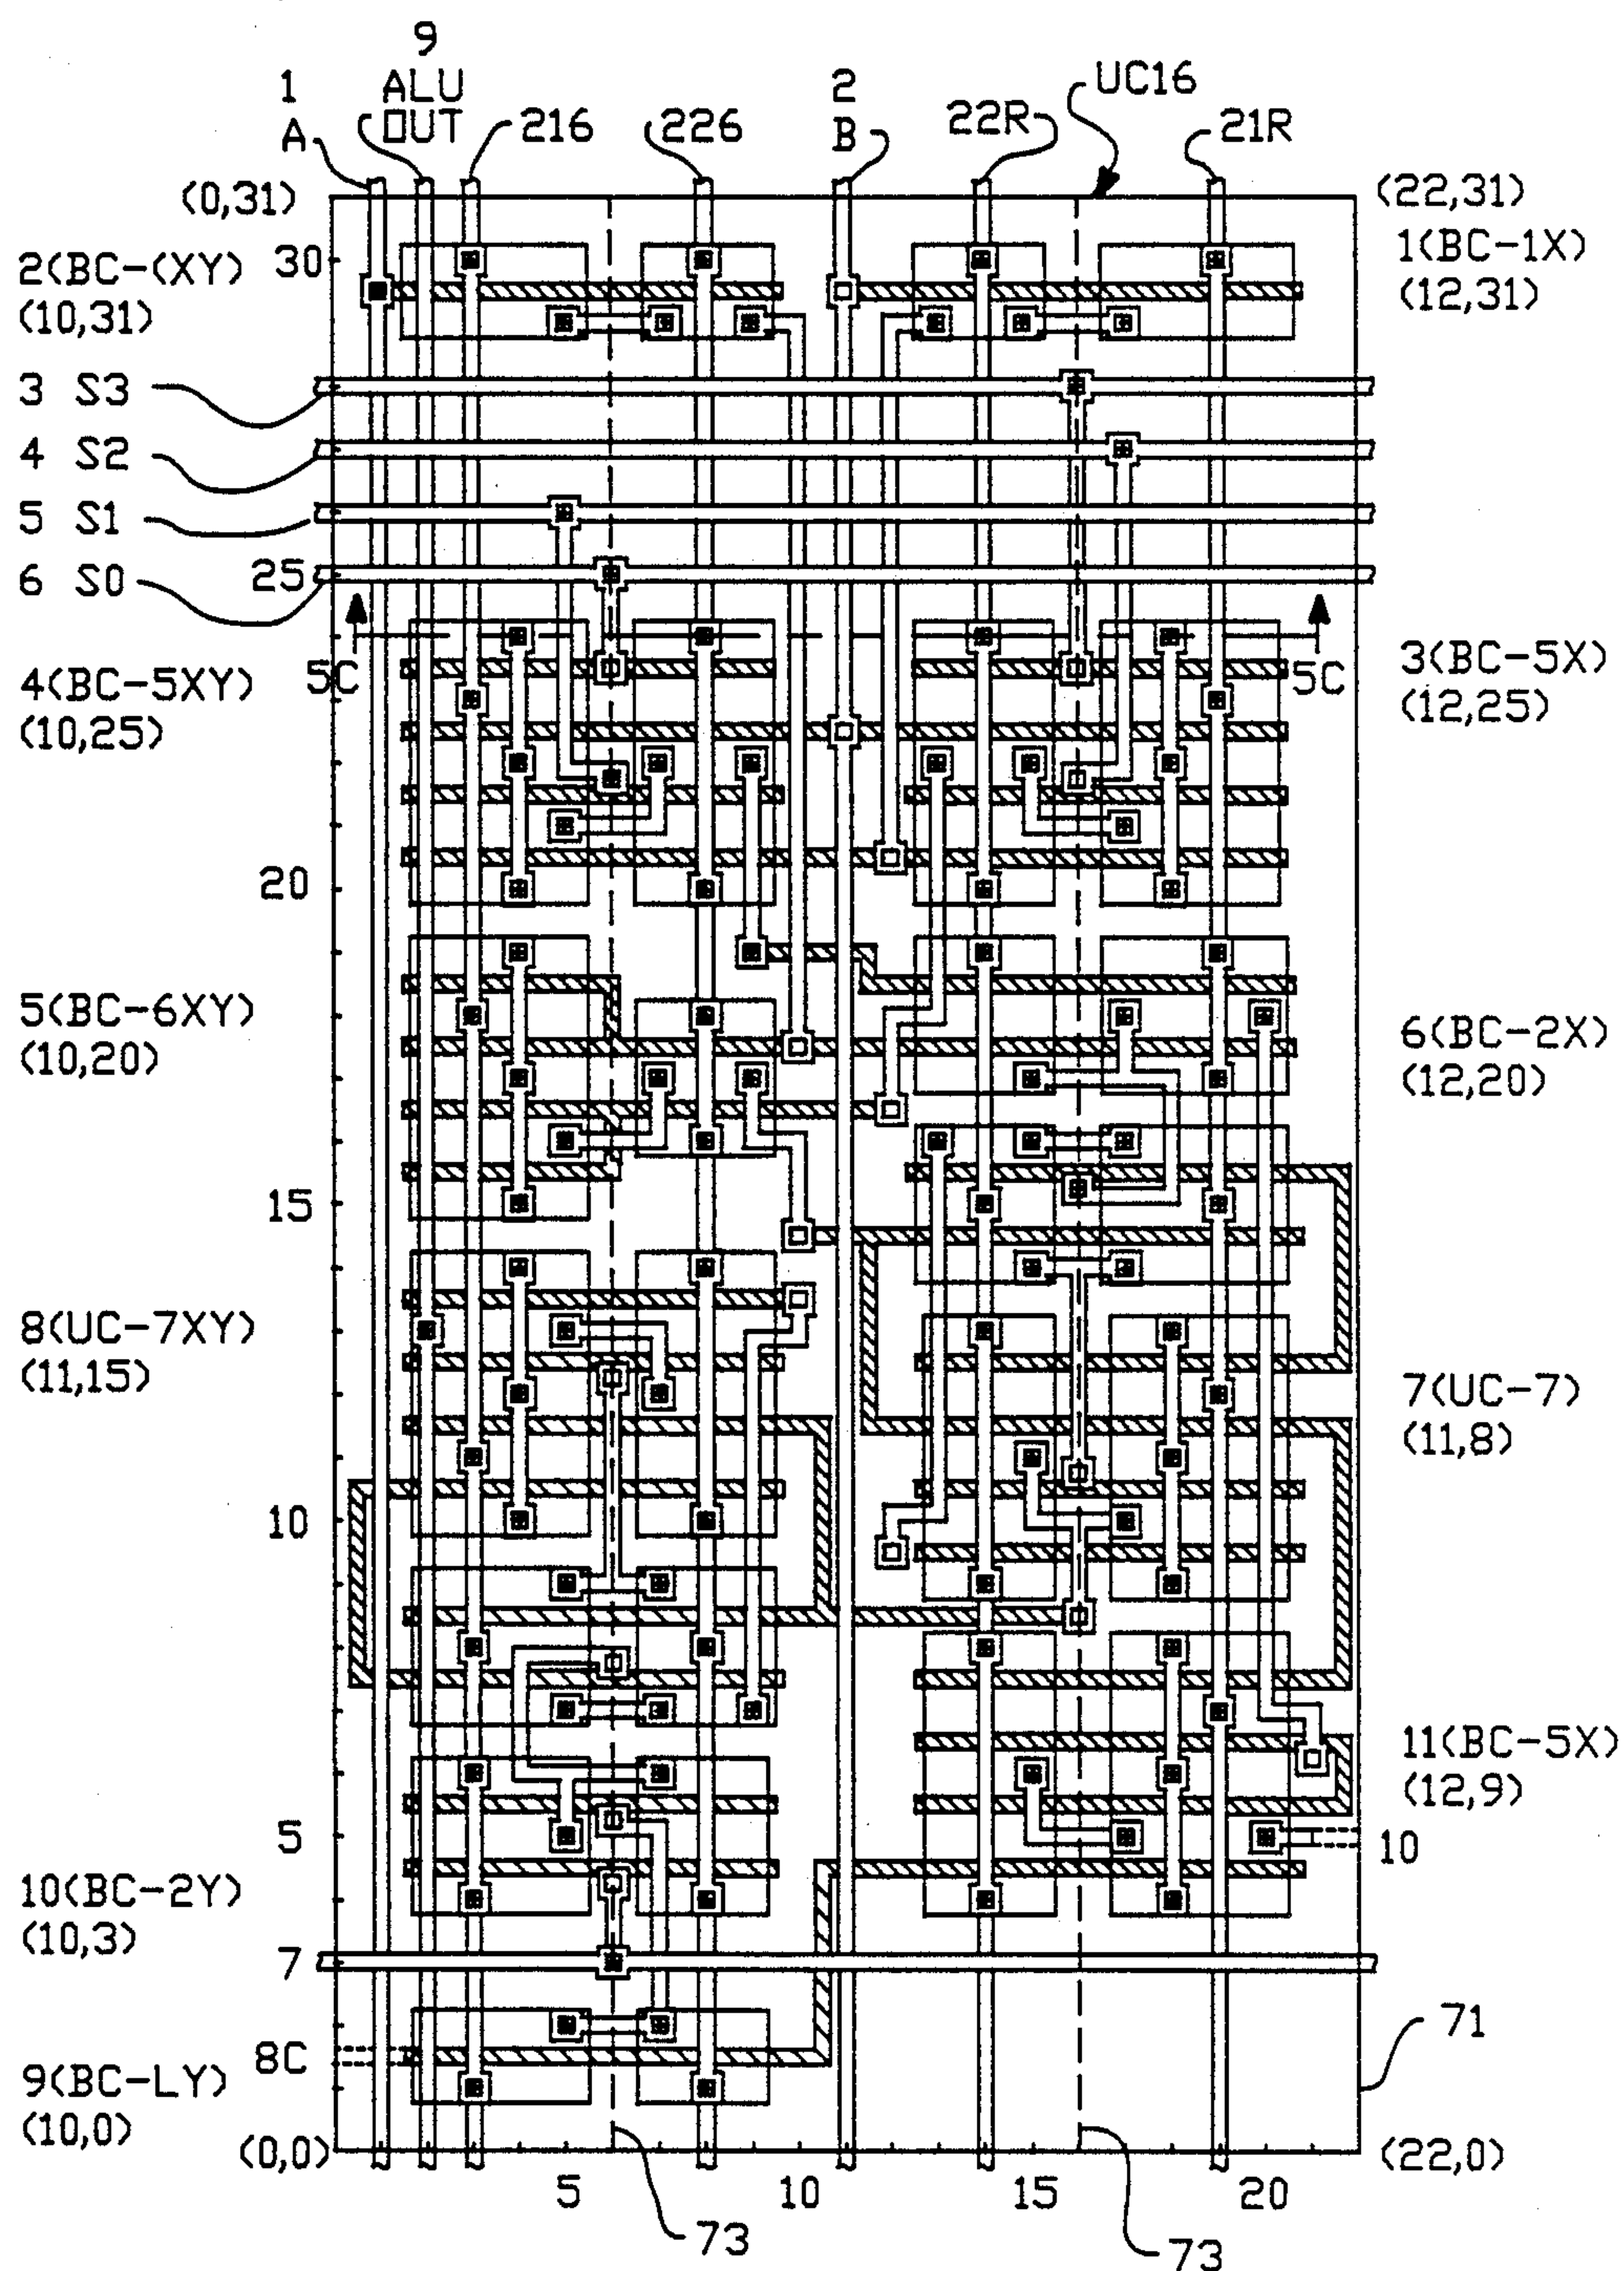 9
1 ALU 2 UC16
A OUT 216 226 B 22R 21R
(0,31) (22,31)
2(BC-(XY) 30 1(BC-1X)
(10,31) (12,31)
3 S3
4 S2
5 S1
6 S0 25
4(BC-5XY) 5C 5C 3(BC-5X)
(10,25) (12,25)
20
5(BC-6XY) 6(BC-2X)
(10,20) (12,20)
15
8(UC-7XY)
(11,15) 7(UC-7)
(11,8)
10
11(BC-5X)
(12,9)
5 10
10(BC-2Y)
(10,3) 7
8C 71
9(BC-LY)
(10,0) (0,0) (22,0)
5 10 15 20
73 73